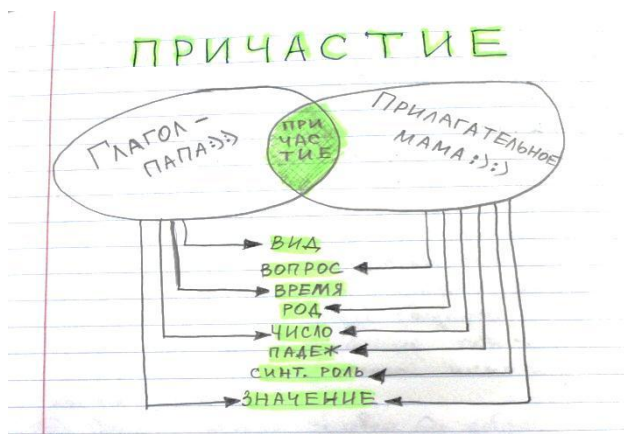 ПРИЧАСТИЕ
ГЛАГОЛ –
ПАПА:):)
ПРИ
ЧАС
ТИЕ
ПРИЛАГАТЕЛЬНОЕ
МАМА:):)
ВИД
ВОПРОС
ВРЕМЯ
РОД
ЧИСЛО
ПАДЕЖ
СИНТ. РОЛЬ
ЗНАЧЕНИЕ